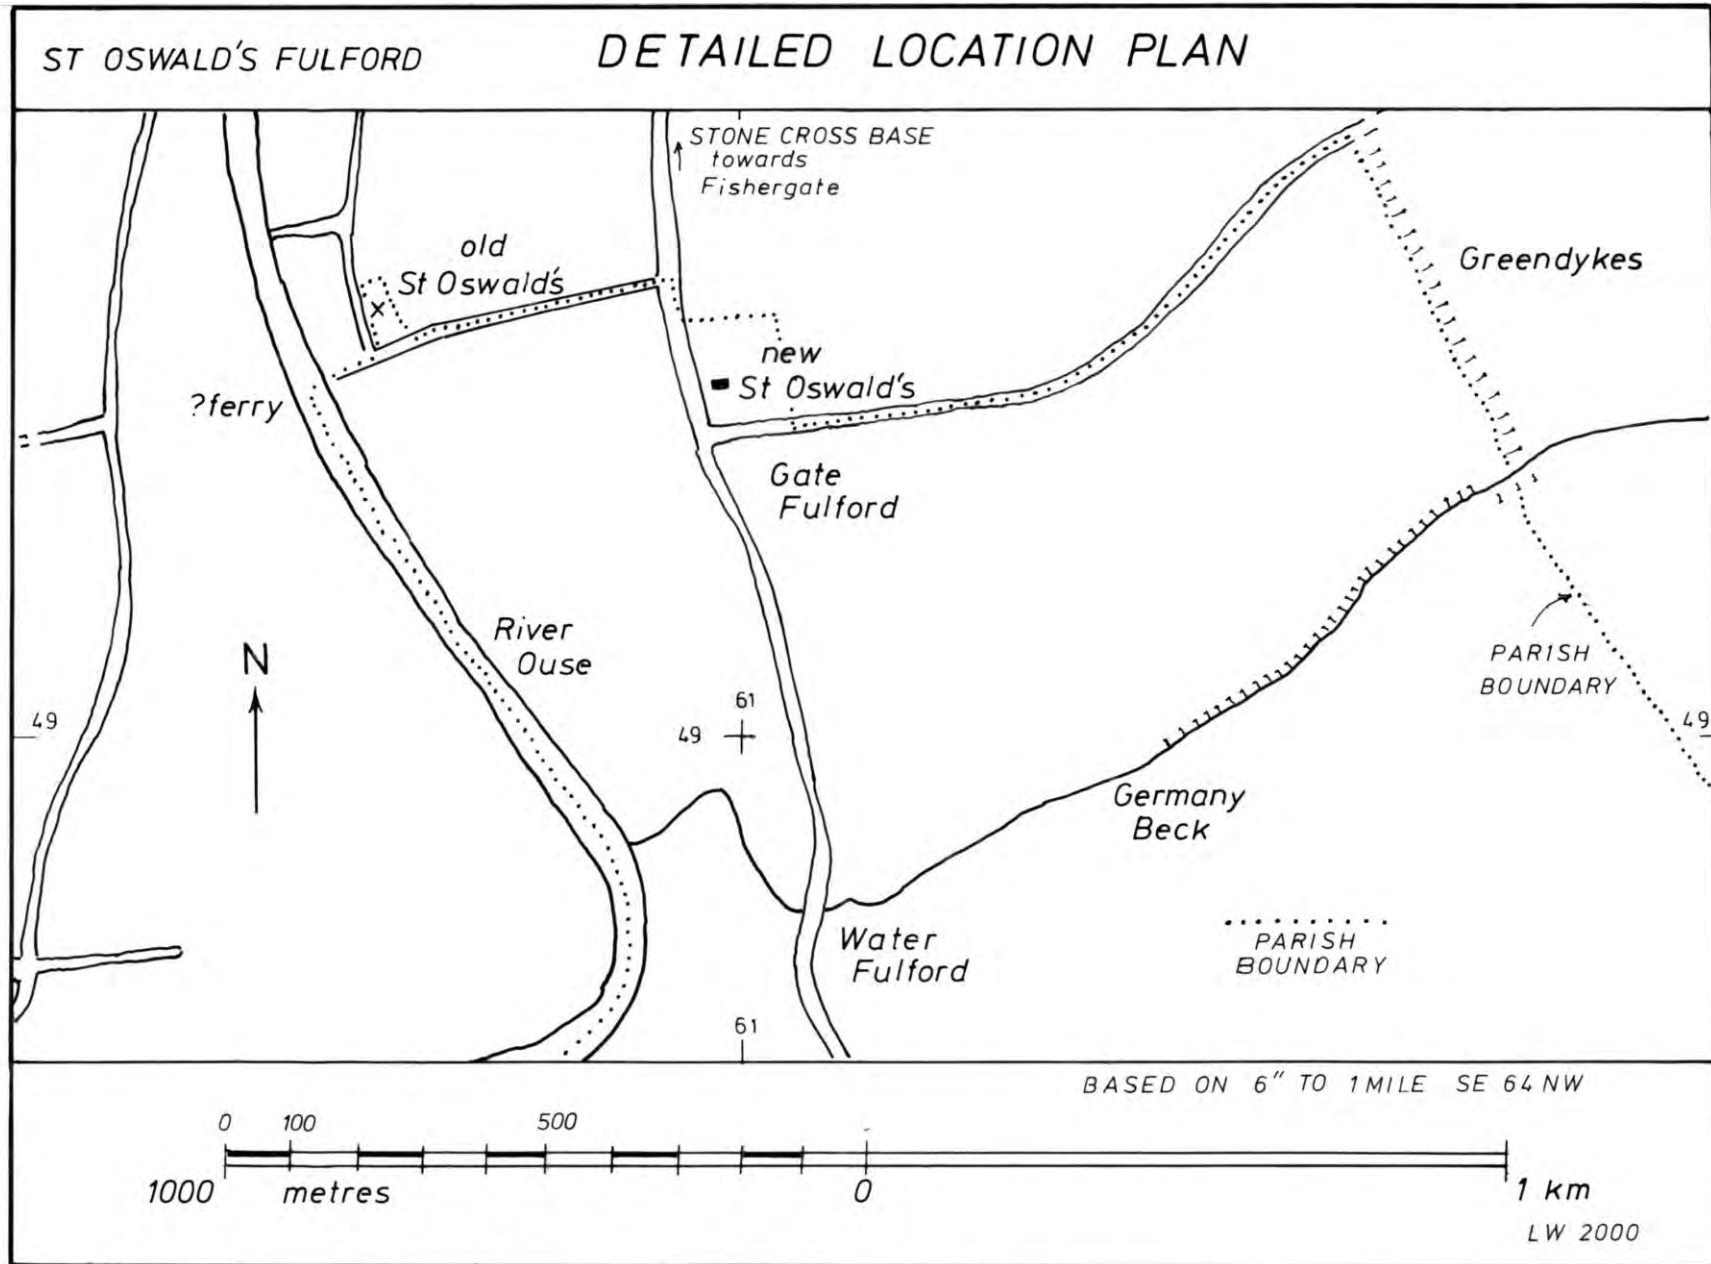 ST OSWALD'S FULFORD
DETAILED LOCATION PLAN
STONE CROSS BASE
towards
Fishergate
old
St Oswald's
Greendykes
new
St Oswald's
?ferry
Gate
Fulford
River
Ouse
N
PARISH
BOUNDARY
61
49
49
49
Germany
Beck
Water
Fulford
PARISH
BOUNDARY
61
BASED ON 6" TO 1 MILE SE 64 NW
0 100 500
1000 metres 0 1 km
LW 2000